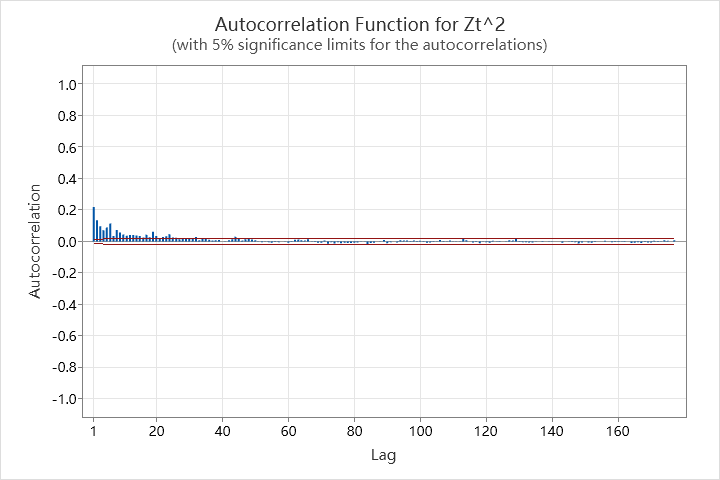 Autocorrelation Function for Zt^2
(with 5% significance limits for the autocorrelations)
1.0
0.8
0.6
0.4
0.2
0.0
-0.2
-0.4
-0.6
-0.8
-1.0
Autocorrelation
1 20 40 60 80 100 120 140 160
Lag